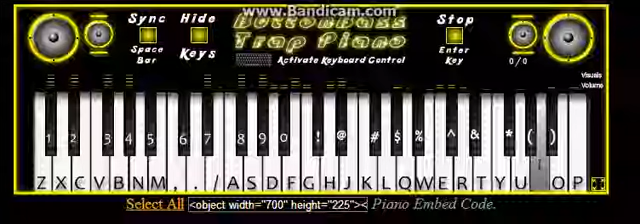 www.Bandicam.com
Sync Hide ButtonBass Stop
Trap Piano
Space Bar Keys Activate Keyboard Control Enter Key 0/0
Visuals
Volume
1 2 3 4 5 6 7 8 9 0 ! @ # $ % ^ & * ( )
Z X C V B N M , . / A S D F G H J K L Q W E R T Y U I O P
Select All <object width="700" height="225">< Piano Embed Code.